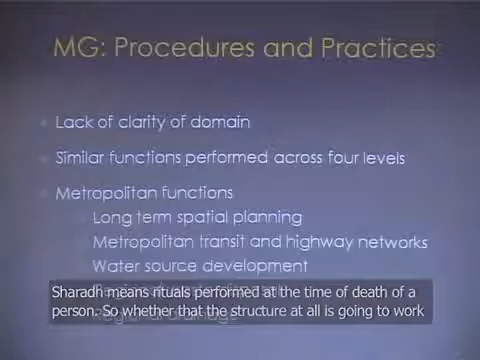 MG: Procedures and Practices
Lack of clarity of domain
Similar functions performed across four levels
Metropolitan functions
Long term spatial planning
Metropolitan transit and highway networks
Water source development
Sharadh means rituals performed at the time of death of a
person. So whether that the structure at all is going to work